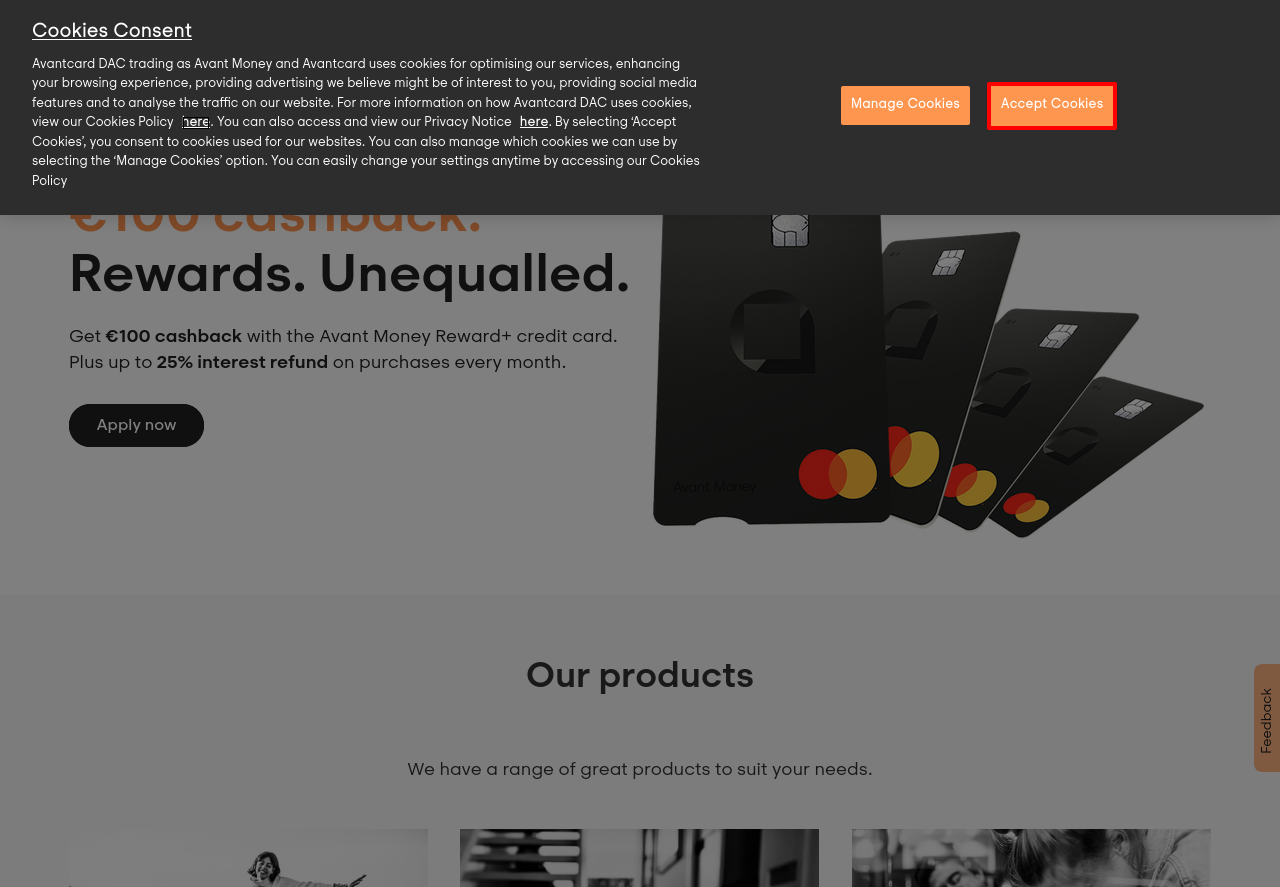 Cookies Consent
Avantcard DAC trading as Avant Money and Avantcard uses cookies for optimising our services, enhancing
your browsing experience, providing advertising we believe might be of interest to you, providing social media
features and to analyse the traffic on our website. For more information on how Avantcard DAC uses cookies,
view our Cookies Policy here. You can also access and view our Privacy Notice here. By selecting ‘Accept
Cookies’, you consent to cookies used for our websites. You can also manage which cookies we can use by
selecting the ‘Manage Cookies’ option. You can easily change your settings anytime by accessing our Cookies
Policy
Manage Cookies
Accept Cookies
€100 cashback.
Rewards. Unequalled.
Get €100 cashback with the Avant Money Reward+ credit card.
Plus up to 25% interest refund on purchases every month.
Apply now
Avant Money
Our products
We have a range of great products to suit your needs.
Feedback